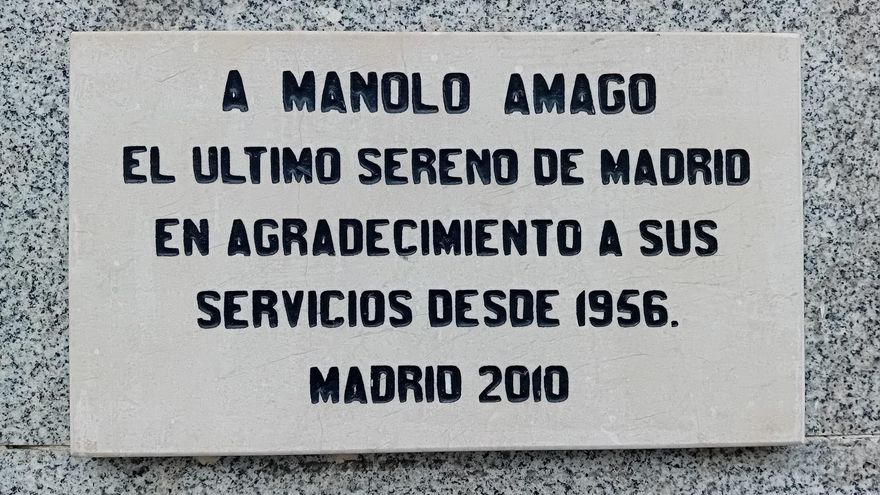 A MANOLO AMAGO
EL ULTIMO SERENO DE MADRID
EN AGRADECIMIENTO A SUS
SERVICIOS DESDE 1956.
MADRID 2010